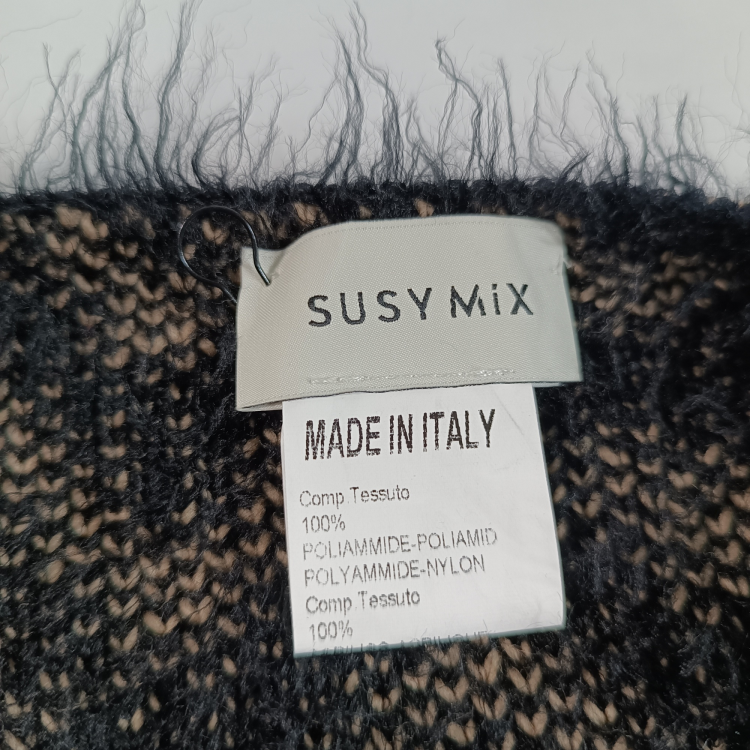 SUSY MiX
MADE IN ITALY
Comp.Tessuto
100%
POLIAMMIDE-POLIAMID
POLYAMMIDE-NYLON
Comp.Tessuto
100%